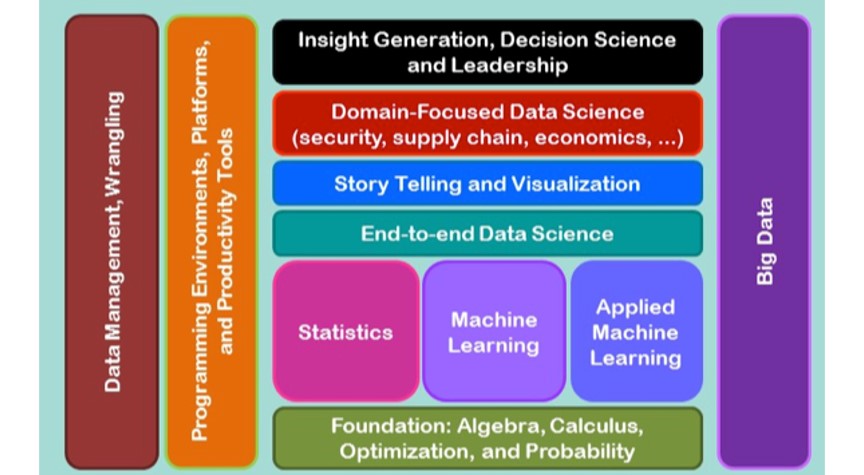 Data Management, Wrangling
Programming Environments, Platforms,
and Productivity Tools
Insight Generation, Decision Science
and Leadership
Domain-Focused Data Science
(security, supply chain, economics, ...)
Story Telling and Visualization
End-to-end Data Science
Statistics
Machine
Learning
Applied
Machine
Learning
Foundation: Algebra, Calculus,
Optimization, and Probability
Big Data